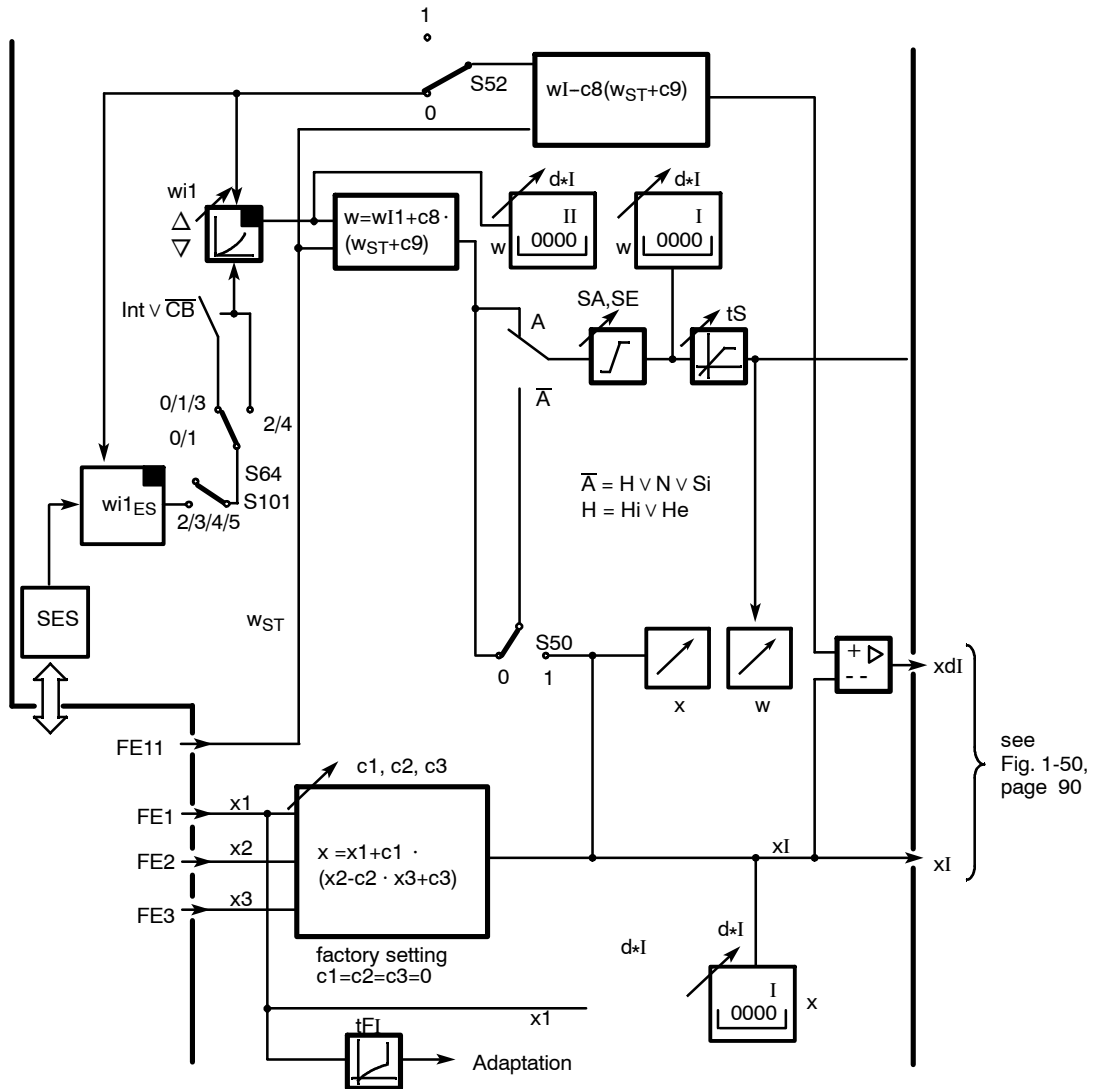 1
S52
0
wI–c8(wST+c9)
wi1
△
▽
w=wI1+c8 ·
(wST+c9)
d*I
II
0000
w
d*I
I
0000
w
Int ∨ C̅B̅
SA,SE
tS
A
A̅
0/1/3
2/4
0/1
S64
S101
2/3/4/5
wi1ES
A̅ = H ∨ N ∨ Si
H = Hi ∨ He
SES
wST
S50
0
1
x
w
+
- -
xdI
see
Fig. 1-50,
page 90
FE11
c1, c2, c3
FE1
x1
FE2
x2
FE3
x3
x =x1+c1 ·
(x2-c2 · x3+c3)
xI
xI
factory setting
c1=c2=c3=0
d*I
d*I
I
0000
x
x1
tFI
Adaptation